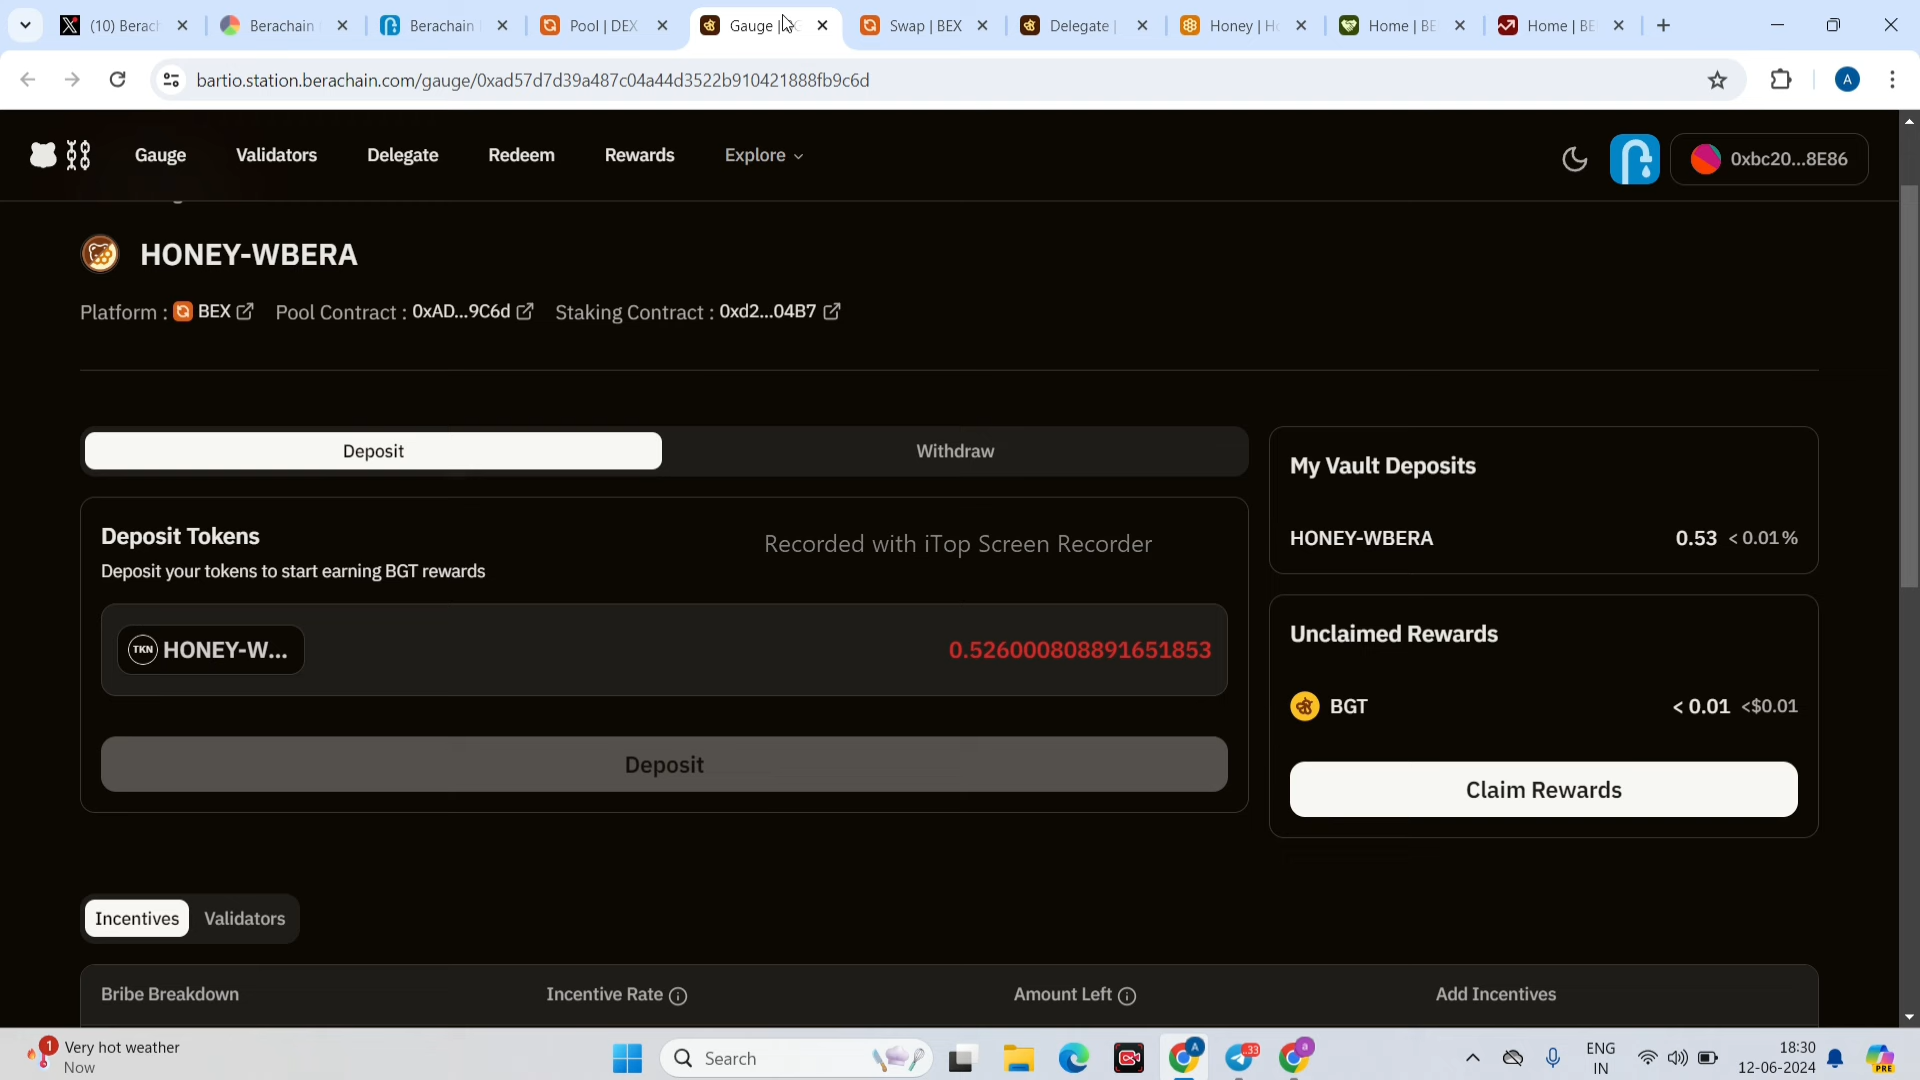 (10) Berac
Berachain
Berachain
Pool | DEX
Gauge |
Swap | BEX
Delegate |
Honey | H
Home | BE
Home | BE
bartio.station.berachain.com/gauge/0xad57d7d39a487c04a44d3522b910421888fb9c6d
A
Gauge Validators Delegate Redeem Rewards Explore
0xbc20...8E86
HONEY-WBERA
Platform : BEX Pool Contract : 0xAD...9C6d Staking Contract : 0xd2...04B7
Deposit Withdraw
Deposit Tokens
Deposit your tokens to start earning BGT rewards
Recorded with iTop Screen Recorder
TKN HONEY-W... 0.526000808891651853
Deposit
My Vault Deposits
HONEY-WBERA 0.53 < 0.01%
Unclaimed Rewards
BGT < 0.01 <$0.01
Claim Rewards
Incentives Validators
Bribe Breakdown Incentive Rate Amount Left Add Incentives
1 Very hot weather
Now
Search
A
.33
a
ENG
IN
18:30
12-06-2024
PRE